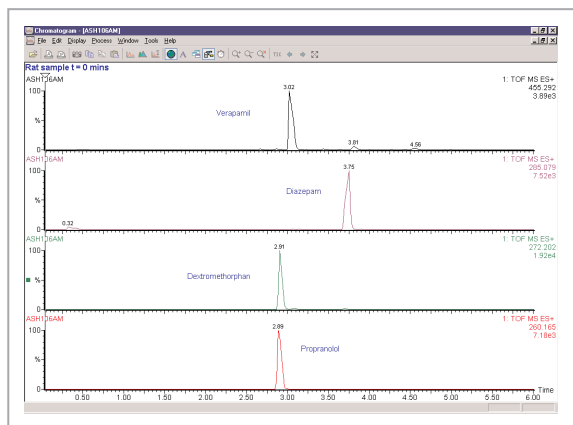 Chromatogram - [ASH106AM]
File Edit Display Process Window Tools Help
Rat sample t = 0 mins
ASH106AM
1: TOF MS ES+
455.292
3.89e3
100
%
0
3.02
3.81
4.56
Verapamil
ASH106AM
1: TOF MS ES+
285.079
7.52e3
100
%
0
0.32
3.75
Diazepam
ASH106AM
1: TOF MS ES+
272.202
1.92e4
100
%
0
2.91
Dextromethorphan
ASH106AM
1: TOF MS ES+
260.165
7.18e3
100
%
0
2.89
Propranolol
Time
0.50 1.00 1.50 2.00 2.50 3.00 3.50 4.00 4.50 5.00 5.50 6.00